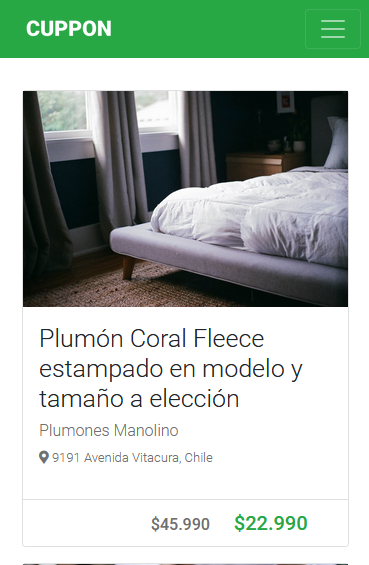 CUPPON
Plumón Coral Fleece
estampado en modelo y
tamaño a elección
Plumones Manolino
9191 Avenida Vitacura, Chile
$45.990 $22.990